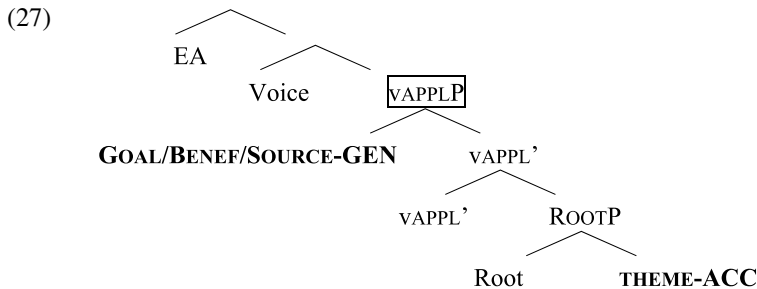 (27)
EA
Voice vAPPLP
GOAL/BENEF/SOURCE-GEN vAPPL’
vAPPL’ ROOTP
Root THEME-ACC